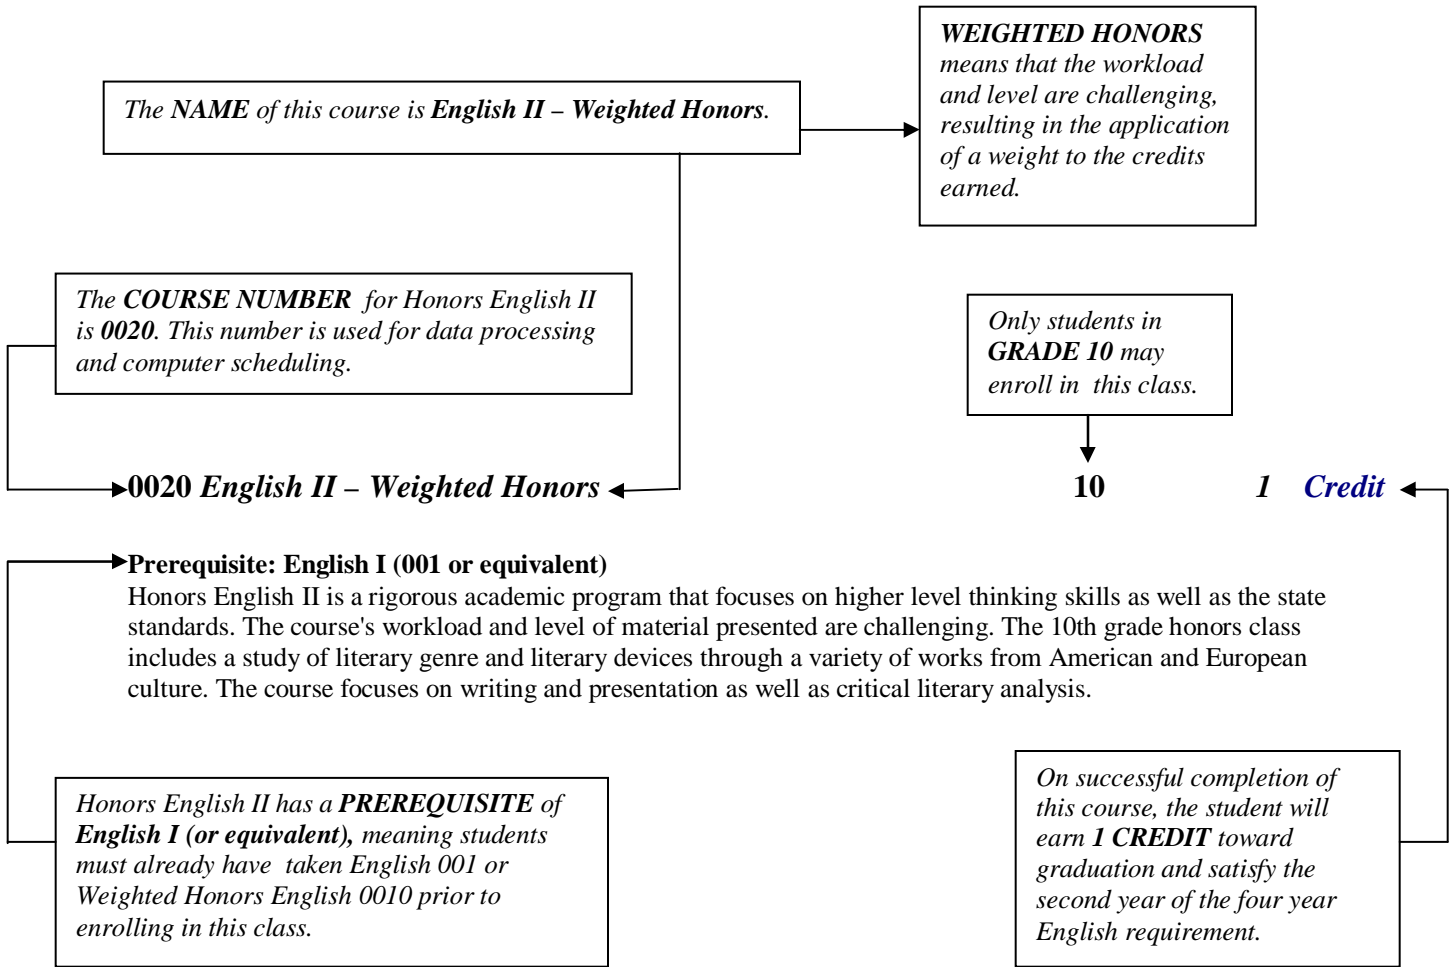 WEIGHTED HONORS
means that the workload
and level are challenging,
resulting in the application
of a weight to the credits
earned.
The NAME of this course is English II – Weighted Honors.
The COURSE NUMBER for Honors English II
is 0020. This number is used for data processing
and computer scheduling.
Only students in
GRADE 10 may
enroll in this class.
0020 English II – Weighted Honors 10 1 Credit
Prerequisite: English I (001 or equivalent)
Honors English II is a rigorous academic program that focuses on higher level thinking skills as well as the state
standards. The course's workload and level of material presented are challenging. The 10th grade honors class
includes a study of literary genre and literary devices through a variety of works from American and European
culture. The course focuses on writing and presentation as well as critical literary analysis.
Honors English II has a PREREQUISITE of
English I (or equivalent), meaning students
must already have taken English 001 or
Weighted Honors English 0010 prior to
enrolling in this class.
On successful completion of
this course, the student will
earn 1 CREDIT toward
graduation and satisfy the
second year of the four year
English requirement.